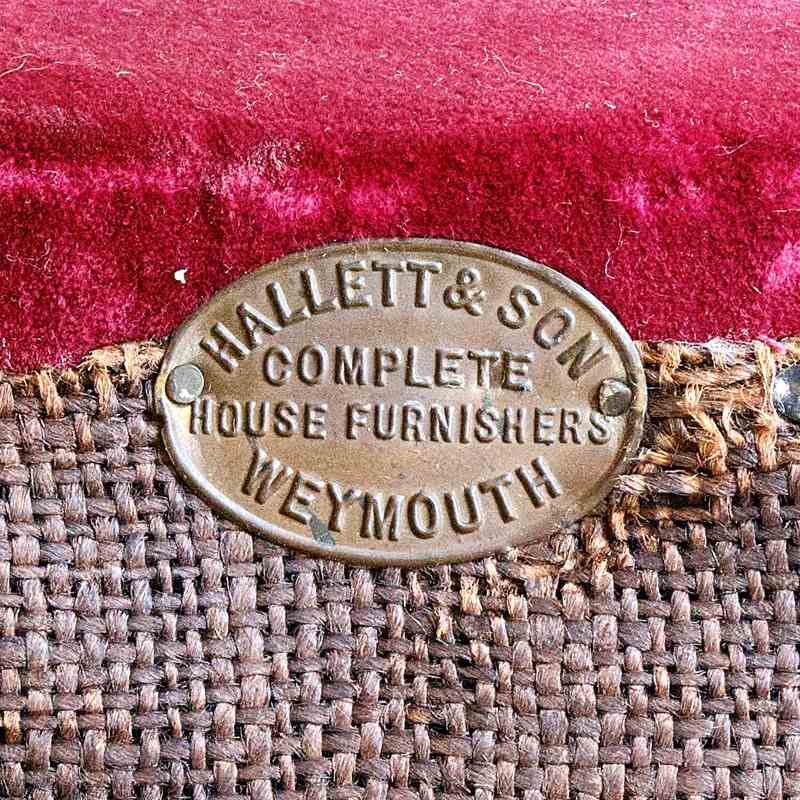 HALLETT & SON
COMPLETE
HOUSE FURNISHERS
WEYMOUTH